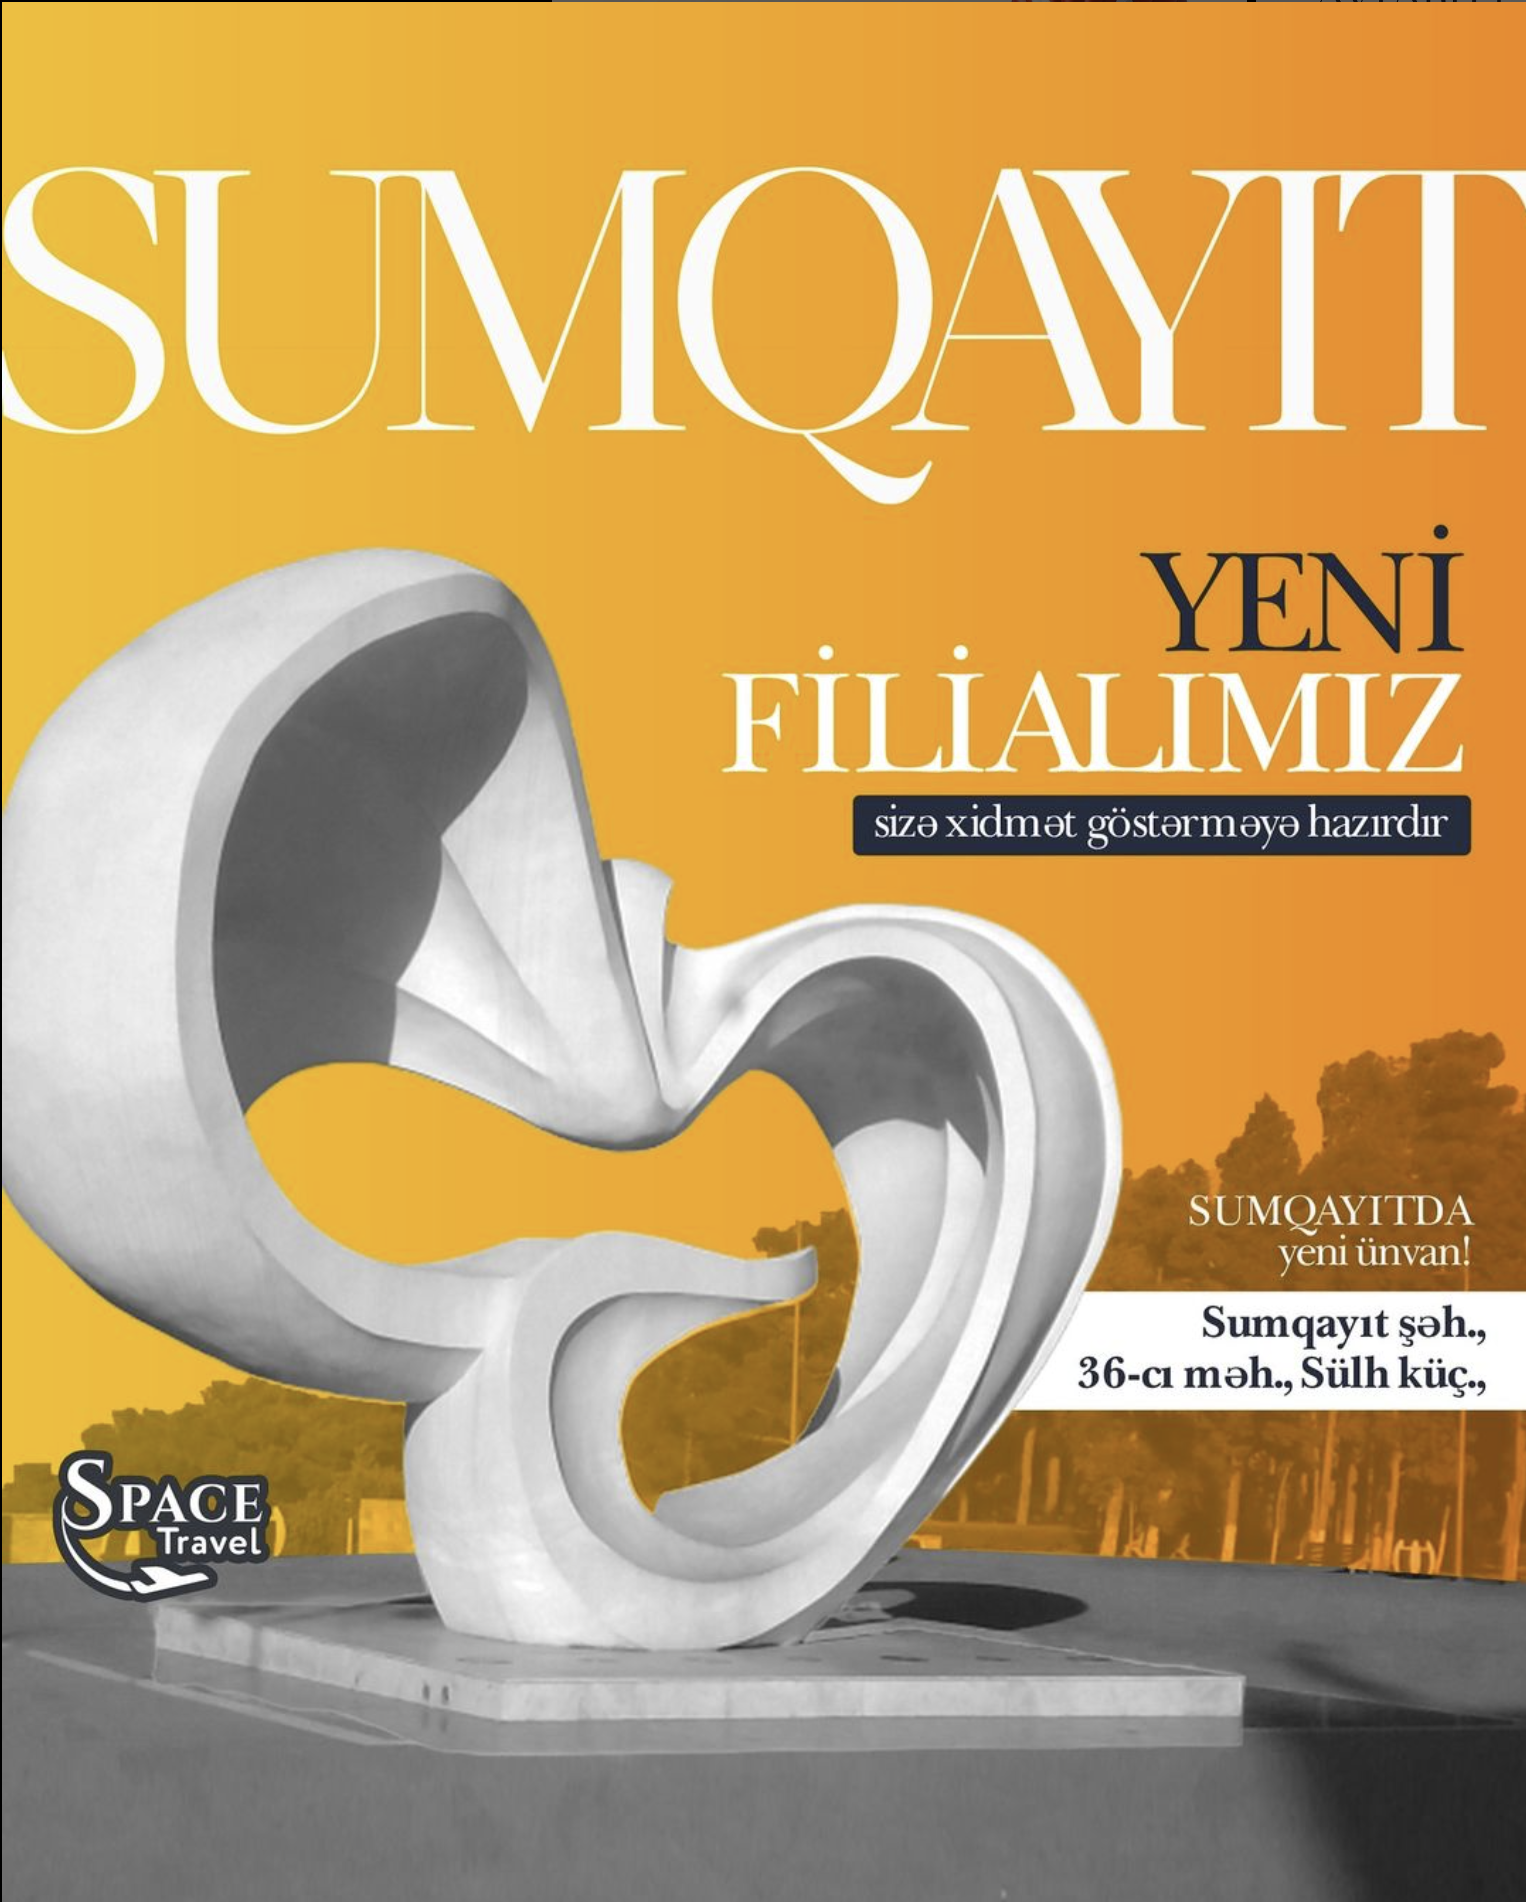 SUMQAYIT
YENİ
FİLİALIMIZ
sizə xidmət göstərməyə hazırdır
SUMQAYITDA
yeni ünvan!
Sumqayıt şəh.,
36-cı məh., Sülh küç.,
SPACE
Travel